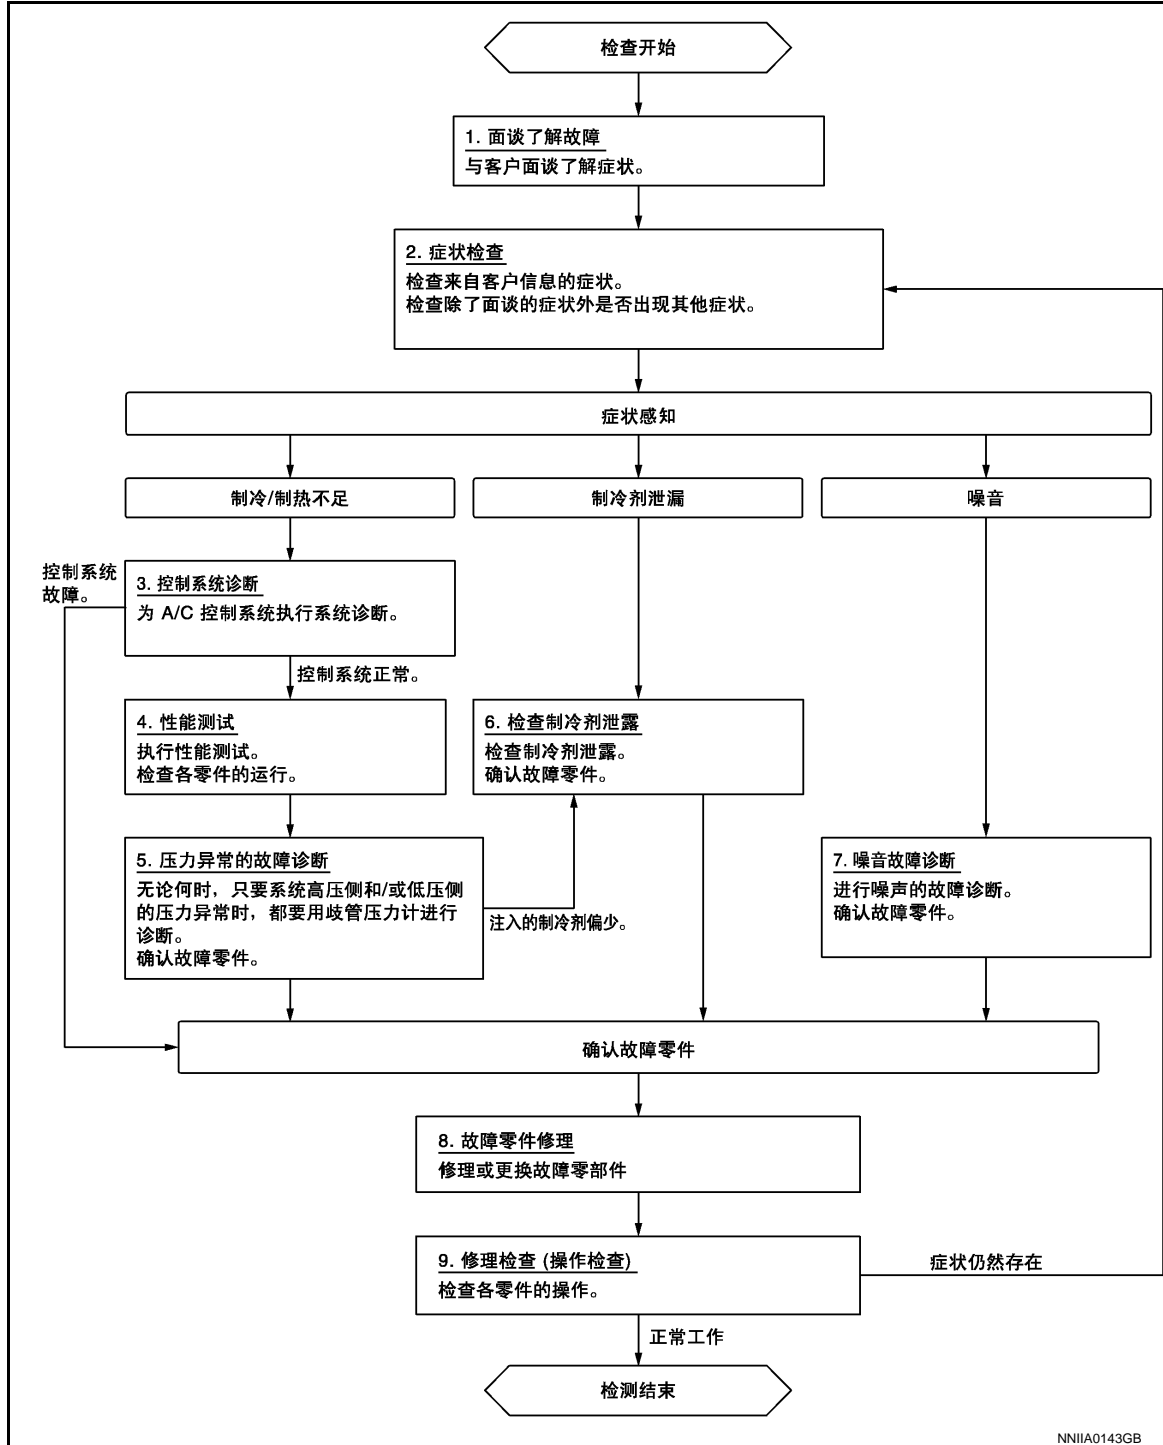 检查开始
1. 面谈了解故障
与客户面谈了解症状。
2. 症状检查
检查来自客户信息的症状。
检查除了面谈的症状外是否出现其他症状。
症状感知
制冷/制热不足
制冷剂泄漏
噪音
控制系统
故障。
3. 控制系统诊断
为 A/C 控制系统执行系统诊断。
控制系统正常。
4. 性能测试
执行性能测试。
检查各零件的运行。
6. 检查制冷剂泄露
检查制冷剂泄露。
确认故障零件。
5. 压力异常的故障诊断
无论何时，只要系统高压侧和/或低压侧
的压力异常时，都要用歧管压力计进行
诊断。
确认故障零件。
注入的制冷剂偏少。
7. 噪音故障诊断
进行噪声的故障诊断。
确认故障零件。
确认故障零件
8. 故障零件修理
修理或更换故障零部件
9. 修理检查 (操作检查)
检查各零件的操作。
症状仍然存在
正常工作
检测结束
NNIIA0143GB